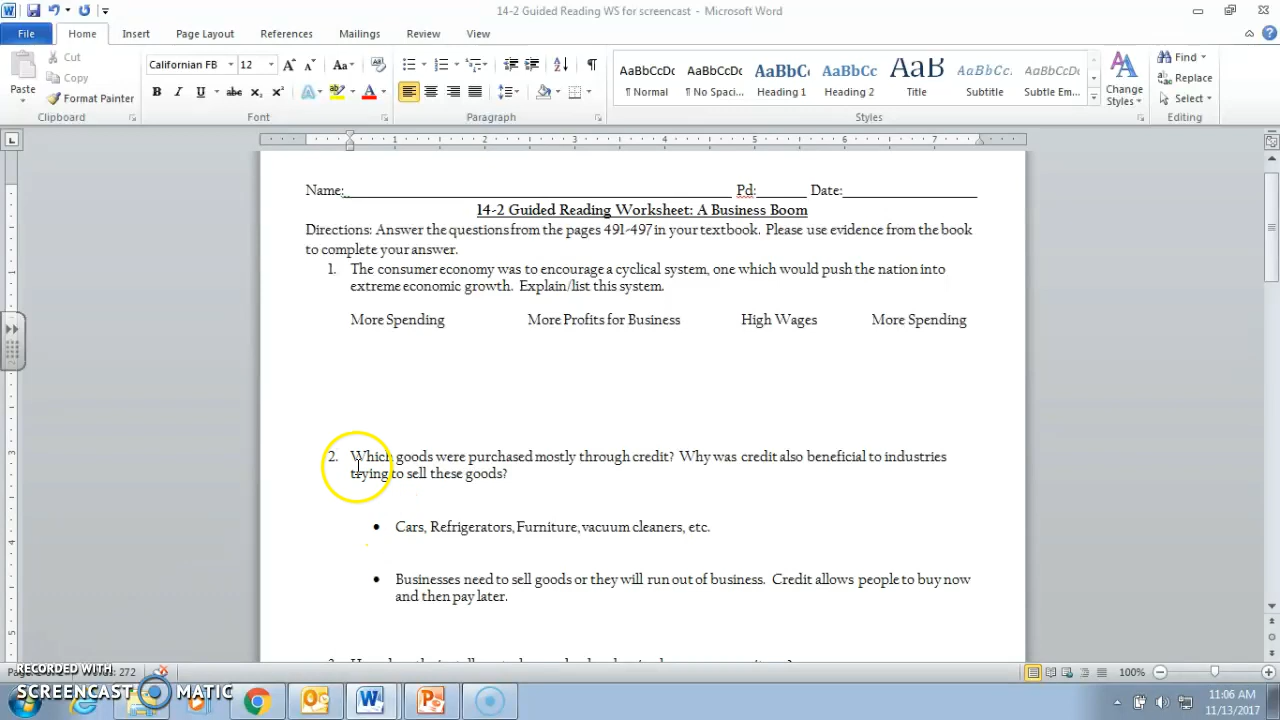 14-2 Guided Reading WS for screencast - Microsoft Word
File Home Insert Page Layout References Mailings Review View
Cut
Copy
Format Painter
Paste
Californian FB 12
AaBbCcDc AaBbCcDc AaBbCc AaBbCc AaB AaBbCcL AaBbCcDc
¶ Normal ¶ No Spaci... Heading 1 Heading 2 Title Subtitle Subtle Em...
Change
Styles
Find
Replace
Select
Clipboard Font Paragraph Styles Editing
Name: Pd: Date:
14-2 Guided Reading Worksheet: A Business Boom
Directions: Answer the questions from the pages 491-497 in your textbook. Please use evidence from the book
to complete your answer.
1. The consumer economy was to encourage a cyclical system, one which would push the nation into
extreme economic growth. Explain/list this system.
More Spending More Profits for Business High Wages More Spending
2. Which goods were purchased mostly through credit? Why was credit also beneficial to industries
trying to sell these goods?
• Cars, Refrigerators, Furniture, vacuum cleaners, etc.
• Businesses need to sell goods or they will run out of business. Credit allows people to buy now
and then pay later.
RECORDED WITH
SCREENCAST MATIC
Words: 272
100%
11:06 AM
11/13/2017